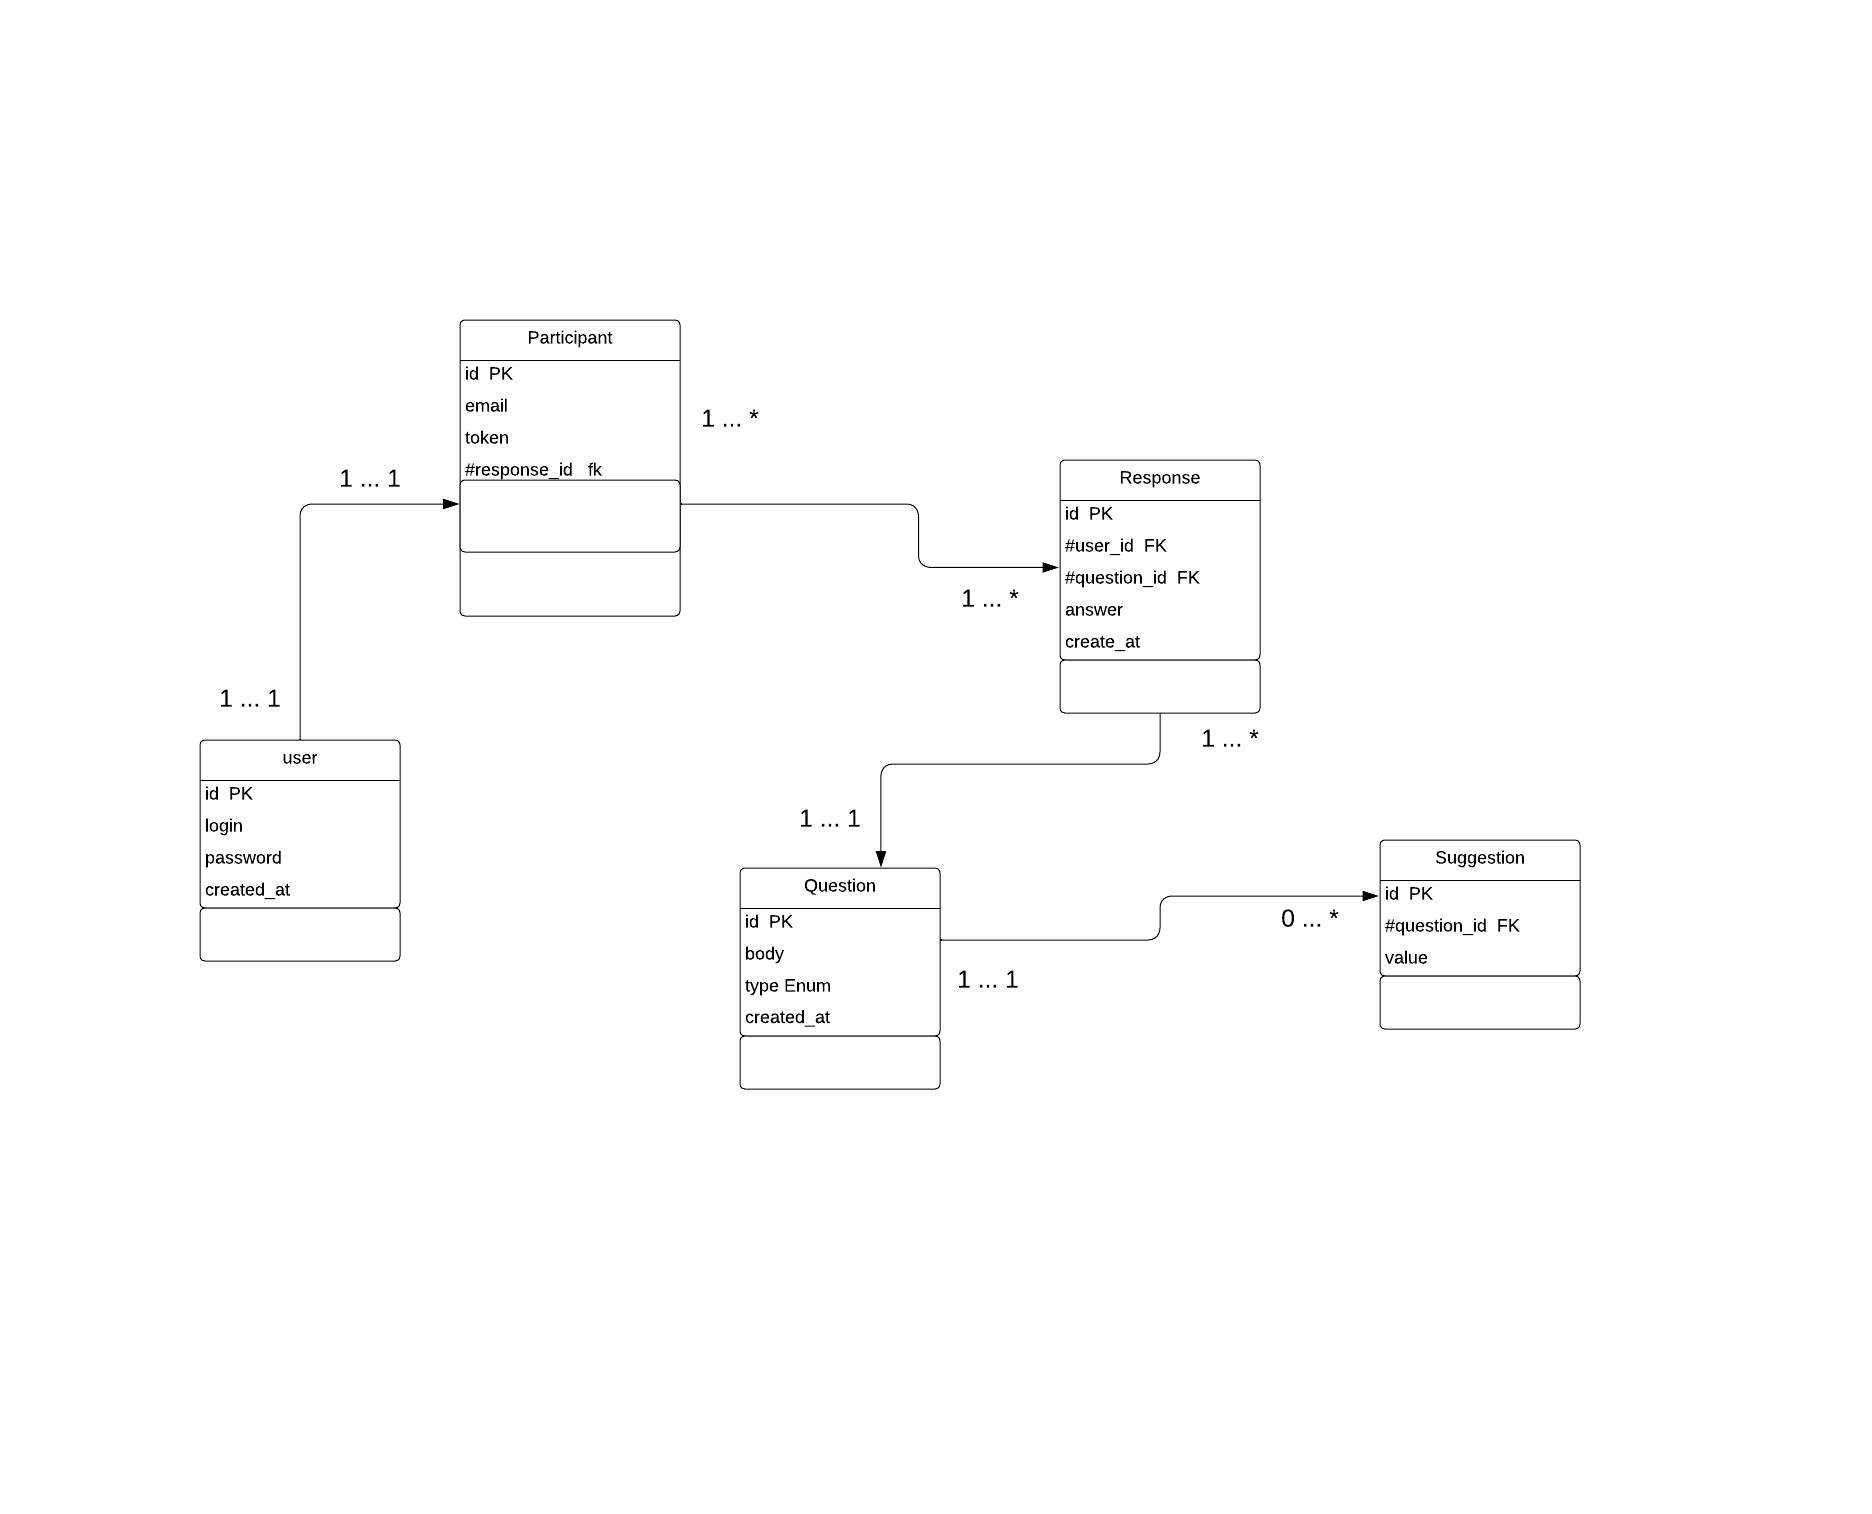 Participant
id  PK
email
token
#response_id   fk
1 ... *
1 ... 1
1 ... *
Response
id  PK
#user_id  FK
#question_id  FK
answer
create_at
1 ... *
1 ... 1
user
id  PK
login
password
created_at
1 ... 1
Question
id  PK
body
type Enum
created_at
1 ... 1
0 ... *
Suggestion
id  PK
#question_id  FK
value